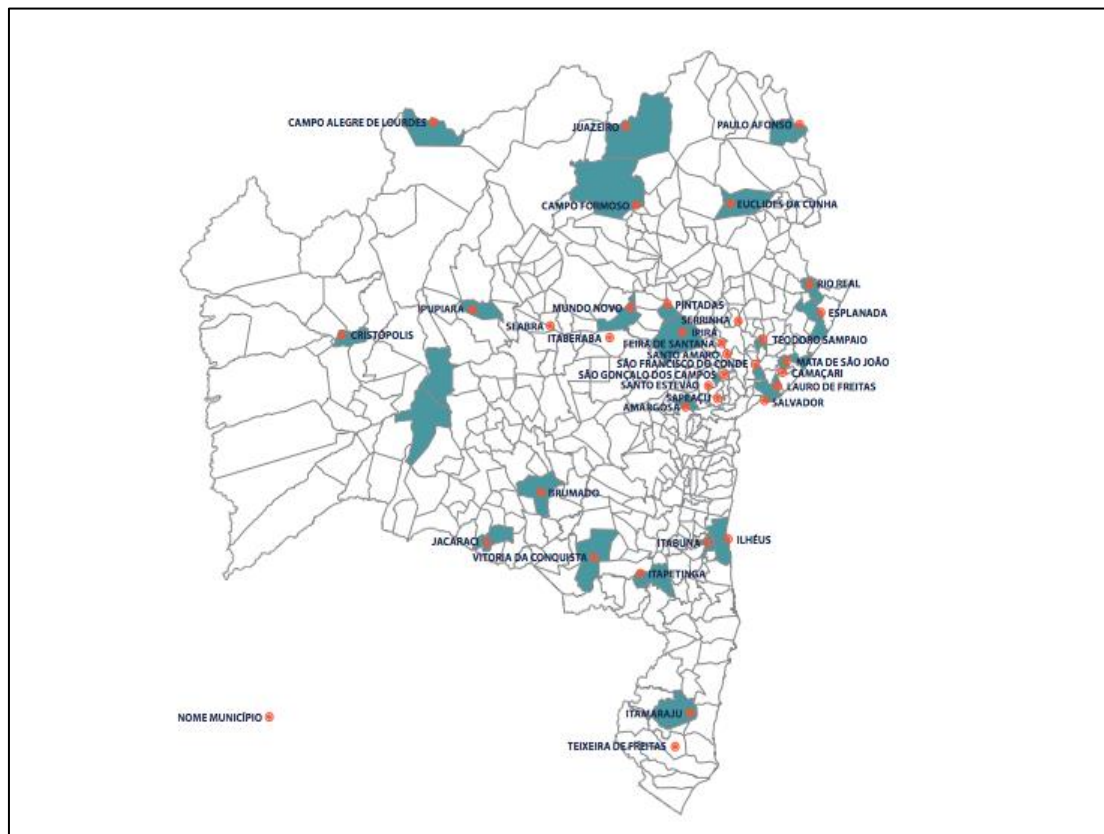 CAMPO ALEGRE DE LOURDES
JUAZEIRO
PAULO AFONSO
CAMPO FORMOSO
EUCLIDES DA CUNHA
RIO REAL
IPUPIARA
MUNDO NOVO
PINTADAS
ESPLANADA
SEABRA
SERRINHA
CRISTÓPOLIS
ITABERABA
IPIRÁ
TEODORO SAMPAIO
FEIRA DE SANTANA
SANTO AMARO
SÃO FRANCISCO DO CONDE
MATA DE SÃO JOÃO
SÃO GONÇALO DOS CAMPOS
CAMAÇARI
SANTO ESTEVÃO
LAURO DE FREITAS
SAPEAÇU
SALVADOR
AMARGOSA
BRUMADO
JACARACI
ITABUNA
ILHÉUS
VITORIA DA CONQUISTA
ITAPETINGA
ITAMARAJU
NOME MUNICÍPIO
TEIXEIRA DE FREITAS